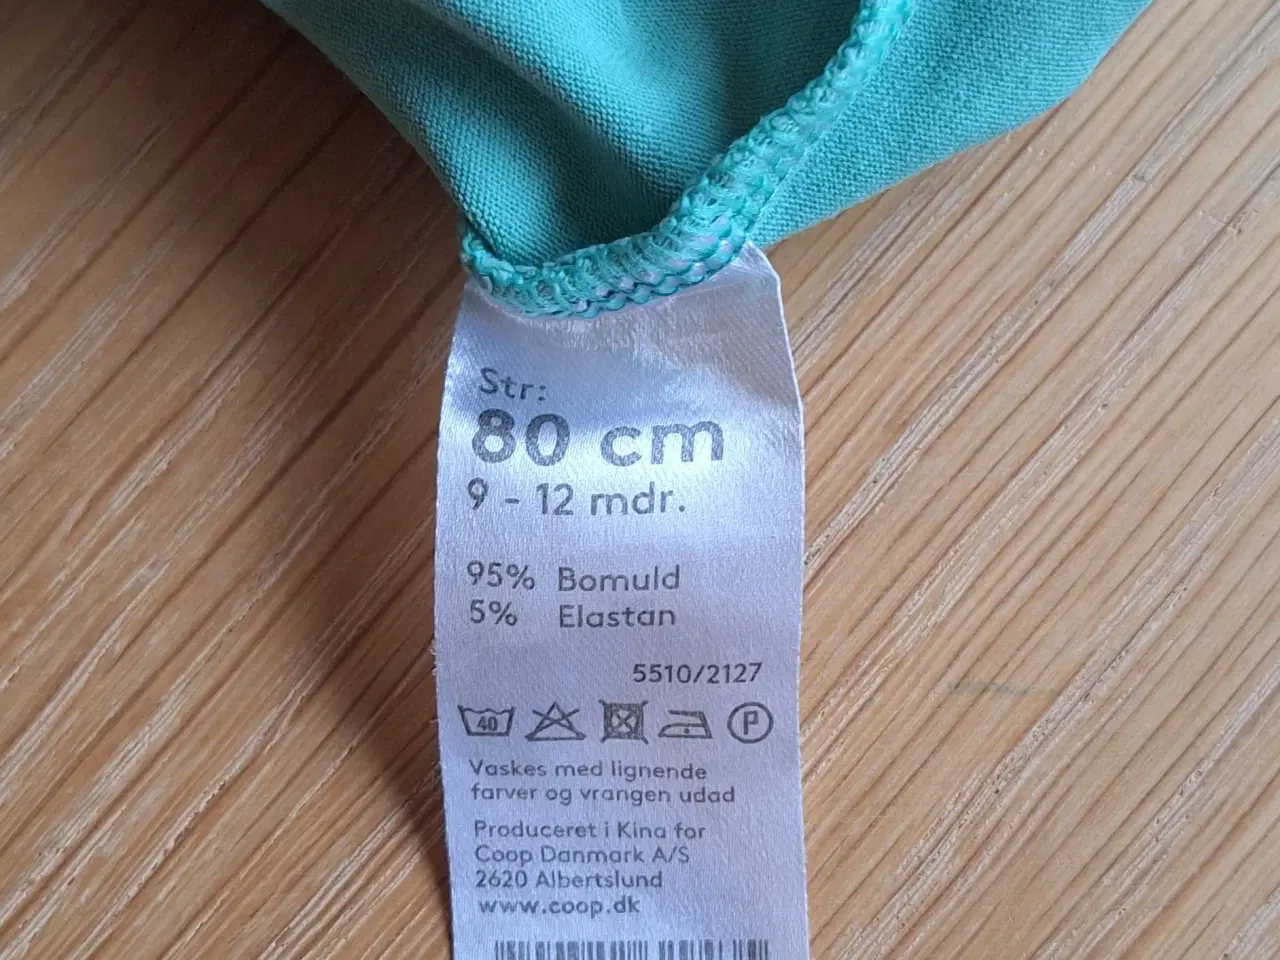 Str:
80 cm
9 - 12 mdr.
95% Bomuld
5% Elastan
5510/2127
40 P
Vaskes med lignende
farver og vrangen udad
Produceret i Kina for
Coop Danmark A/S
2620 Albertslund
www.coop.dk